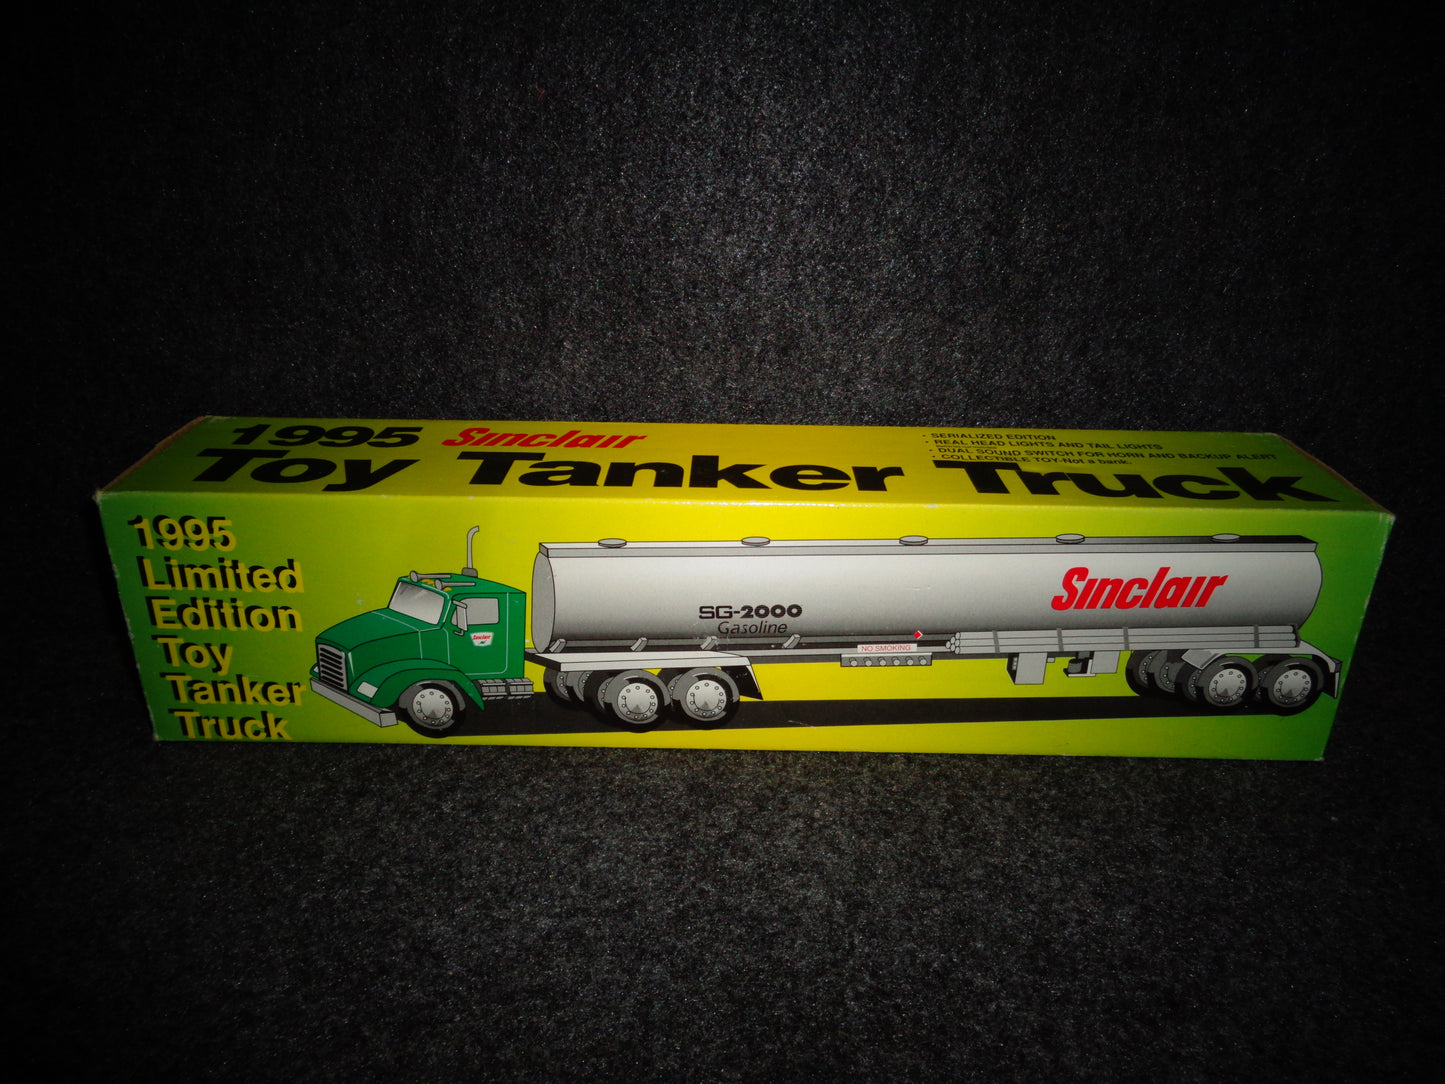 1995 Sinclair
Toy Tanker Truck
· SERIALIZED EDITION
· REAL HEAD LIGHTS AND TAIL LIGHTS
· DUAL SOUND SWITCH FOR HORN AND BACKUP ALERT
· COLLECTIBLE TOY-Not a bank.
1995
Limited
Edition
Toy
Tanker
Truck
Sinclair
SG-2000
Gasoline
Sinclair
NO SMOKING